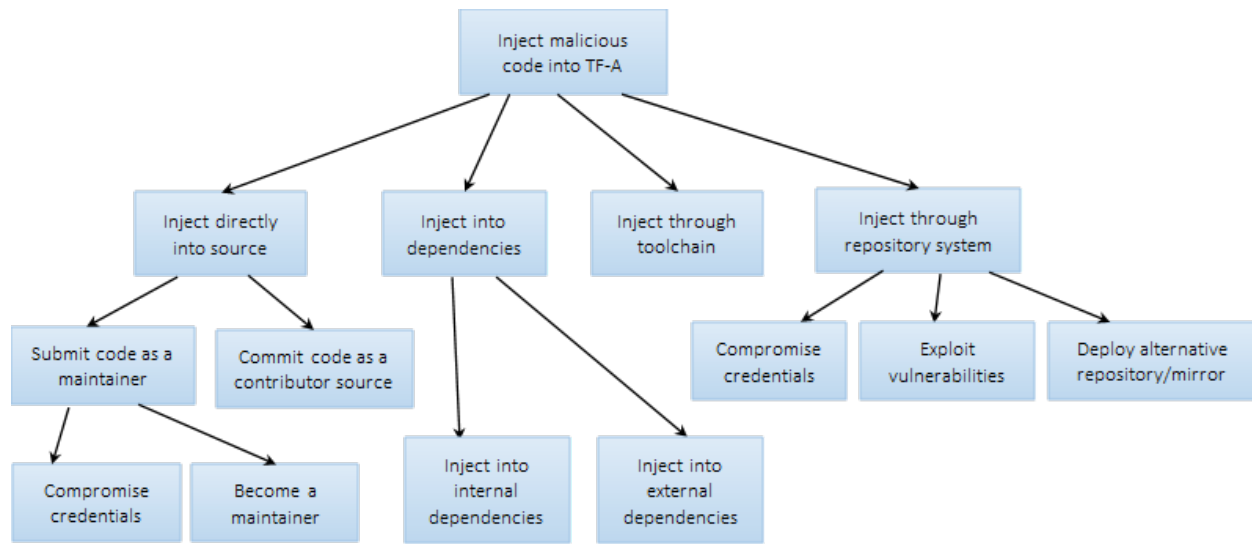 Inject malicious
code into TF-A
Inject directly
into source
Inject into
dependencies
Inject through
toolchain
Inject through
repository system
Submit code as a
maintainer
Commit code as a
contributor source
Compromise
credentials
Exploit
vulnerabilities
Deploy alternative
repository/mirror
Compromise
credentials
Become a
maintainer
Inject into
internal
dependencies
Inject into
external
dependencies